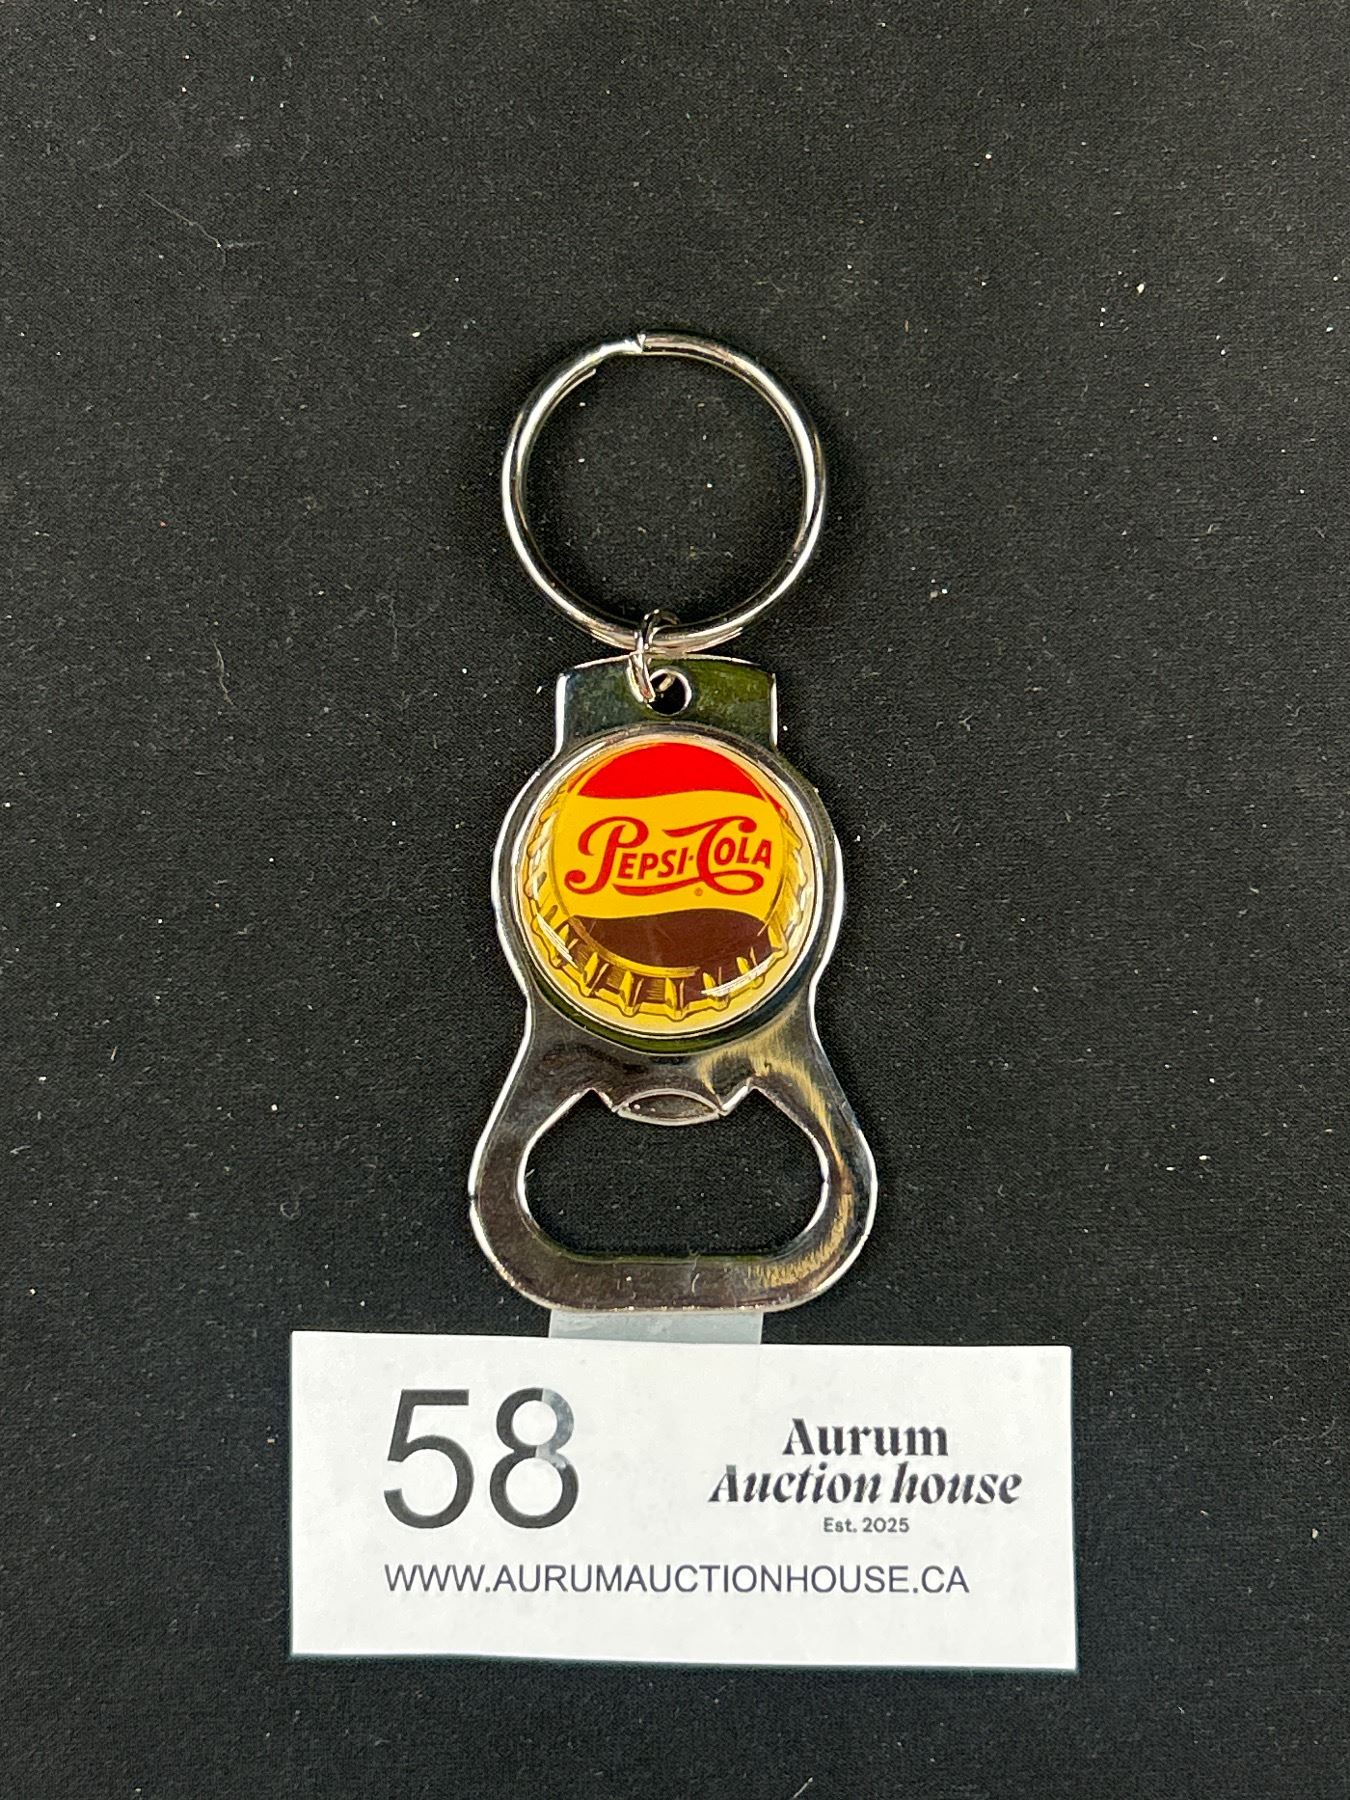 PEPSI·COLA
®
58
Aurum
Auction house
Est. 2025
WWW.AURUMAUCTIONHOUSE.CA